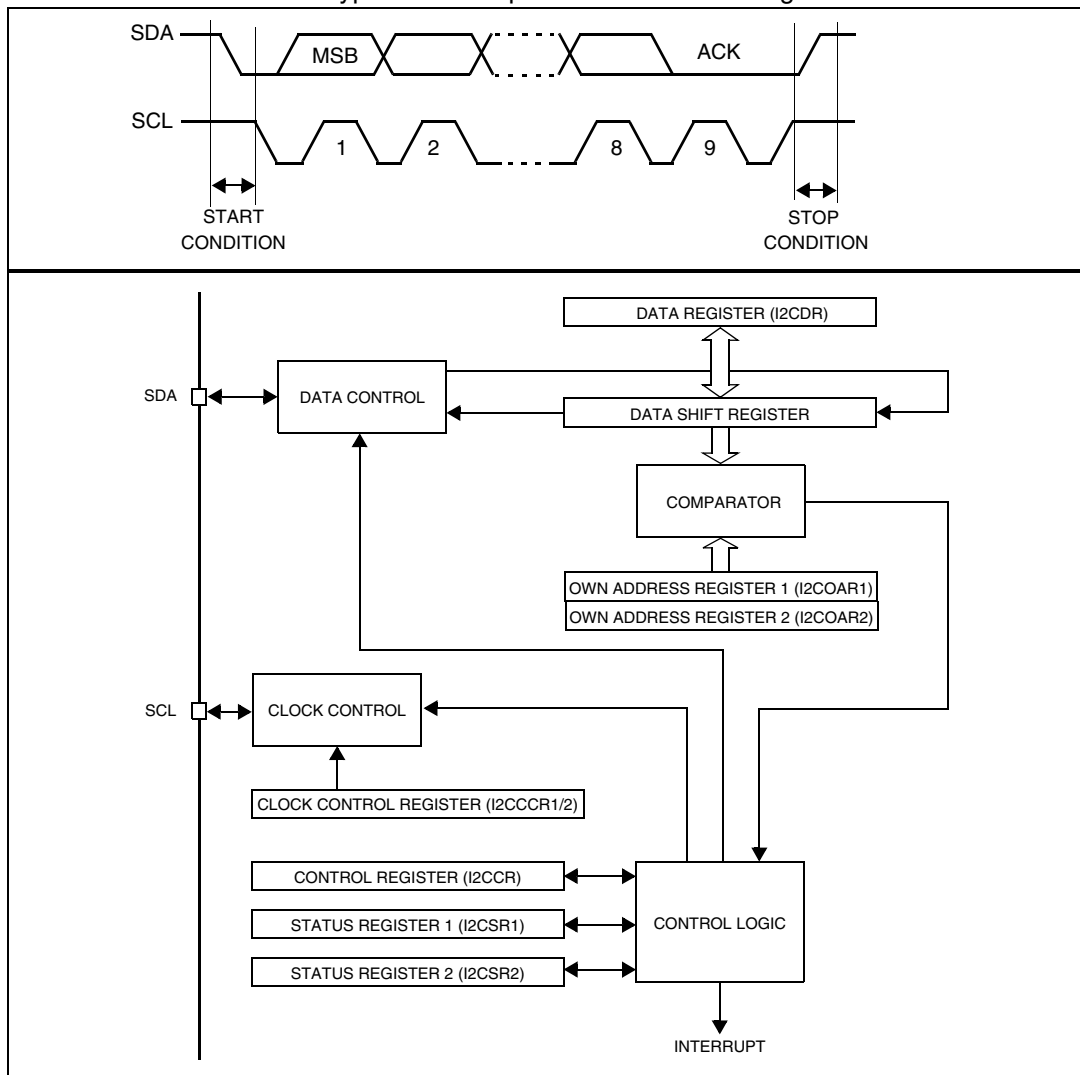 SDA
MSB
ACK
SCL
1
2
8
9
START
CONDITION
STOP
CONDITION
DATA REGISTER (I2CDR)
SDA
DATA CONTROL
DATA SHIFT REGISTER
COMPARATOR
OWN ADDRESS REGISTER 1 (I2COAR1)
OWN ADDRESS REGISTER 2 (I2COAR2)
SCL
CLOCK CONTROL
CLOCK CONTROL REGISTER (I2CCCR1/2)
CONTROL REGISTER (I2CCR)
STATUS REGISTER 1 (I2CSR1)
CONTROL LOGIC
STATUS REGISTER 2 (I2CSR2)
INTERRUPT